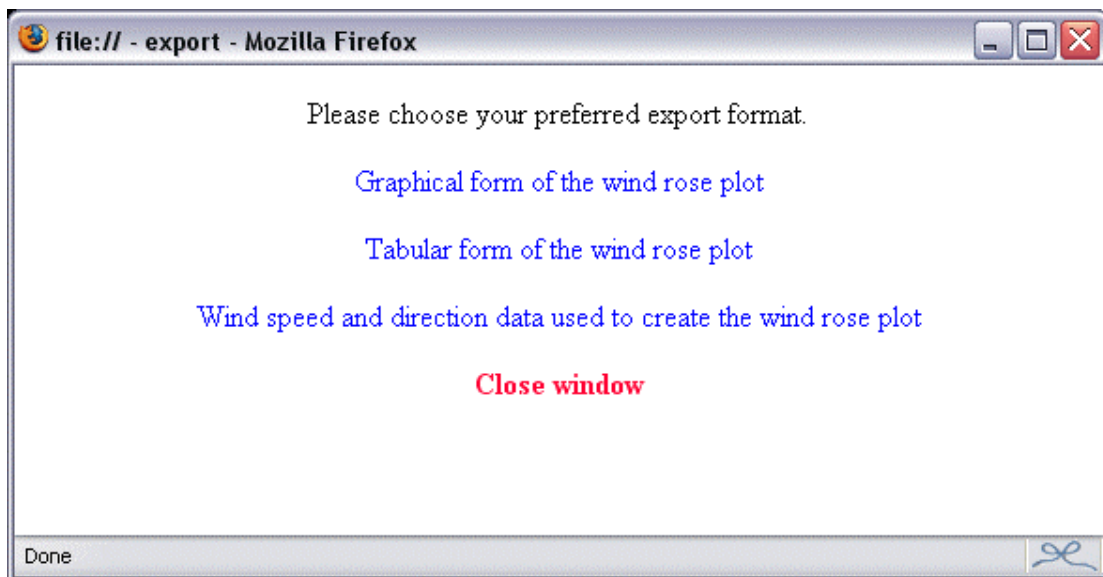 file:// - export - Mozilla Firefox
Please choose your preferred export format.
Graphical form of the wind rose plot
Tabular form of the wind rose plot
Wind speed and direction data used to create the wind rose plot
Close window
Done